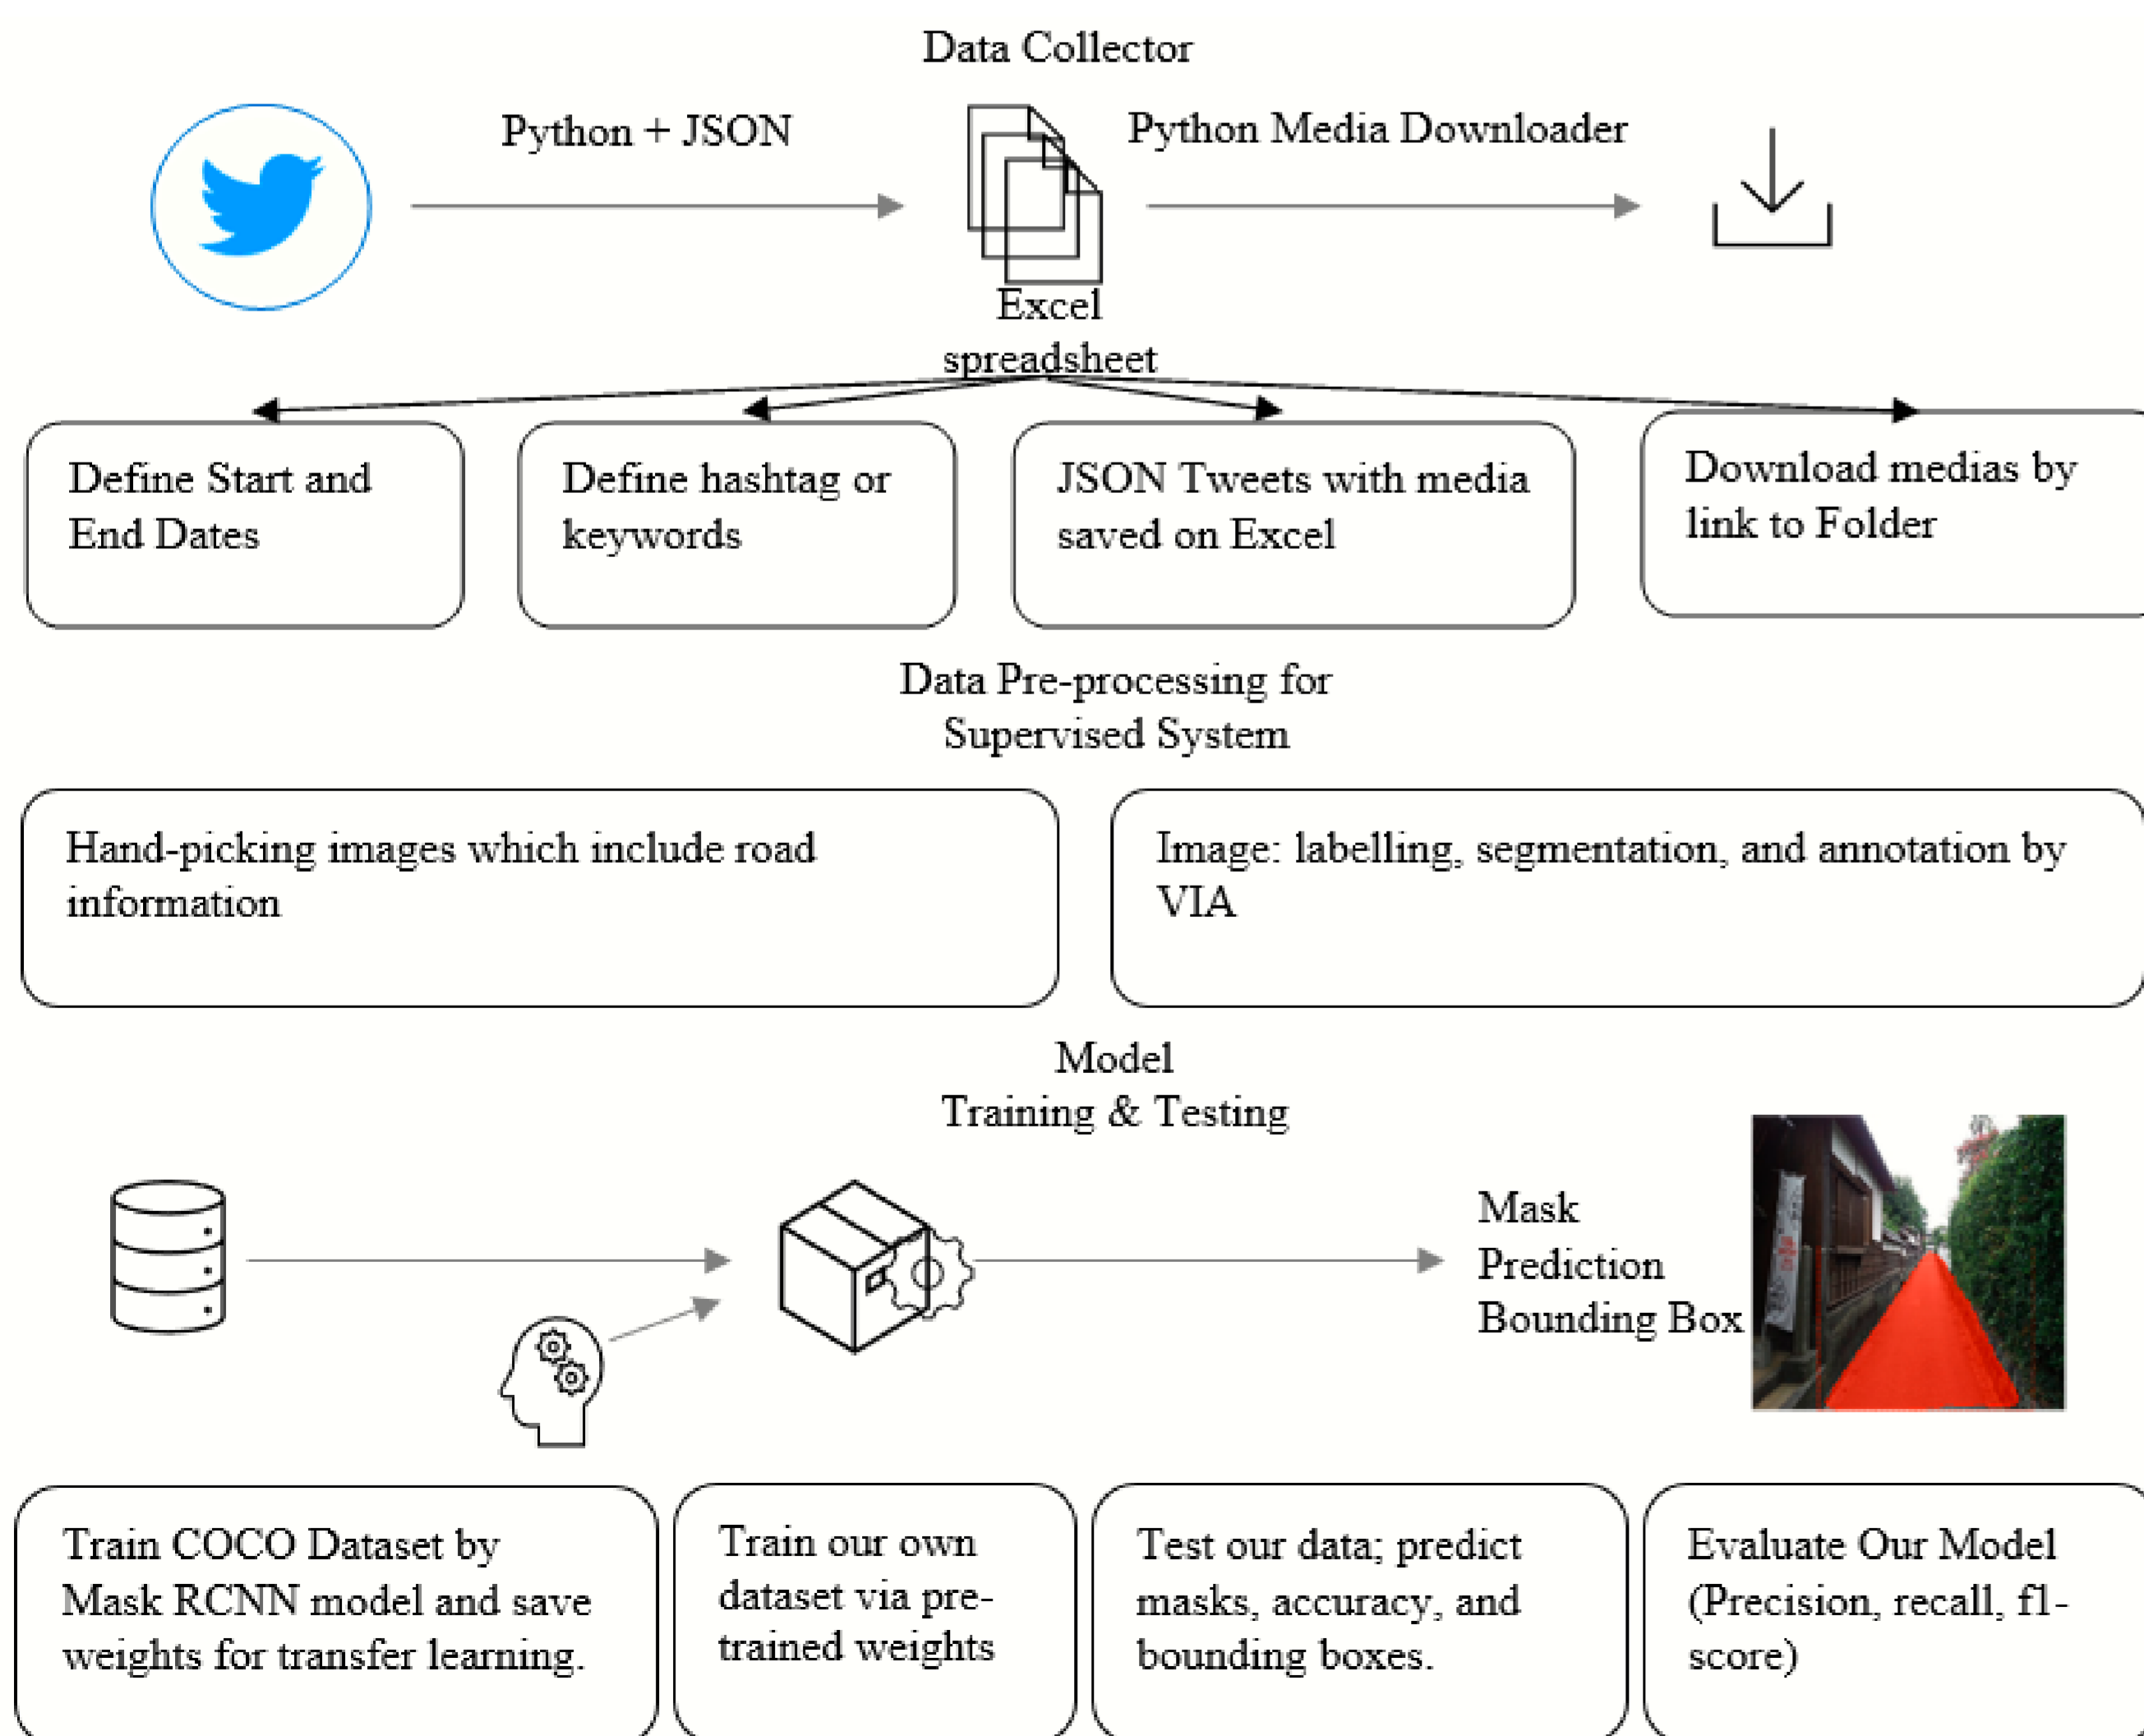 Data Collector
Python + JSON
Python Media Downloader
Excel
spreadsheet
Define Start and
End Dates
Define hashtag or
keywords
JSON Tweets with media
saved on Excel
Download medias by
link to Folder
Data Pre-processing for
Supervised System
Hand-picking images which include road
information
Image: labelling, segmentation, and annotation by
VIA
Model
Training & Testing
Mask
Prediction
Bounding Box
Train COCO Dataset by
Mask RCNN model and save
weights for transfer learning.
Train our own
dataset via pre-
trained weights
Test our data; predict
masks, accuracy, and
bounding boxes.
Evaluate Our Model
(Precision, recall, f1-
score)